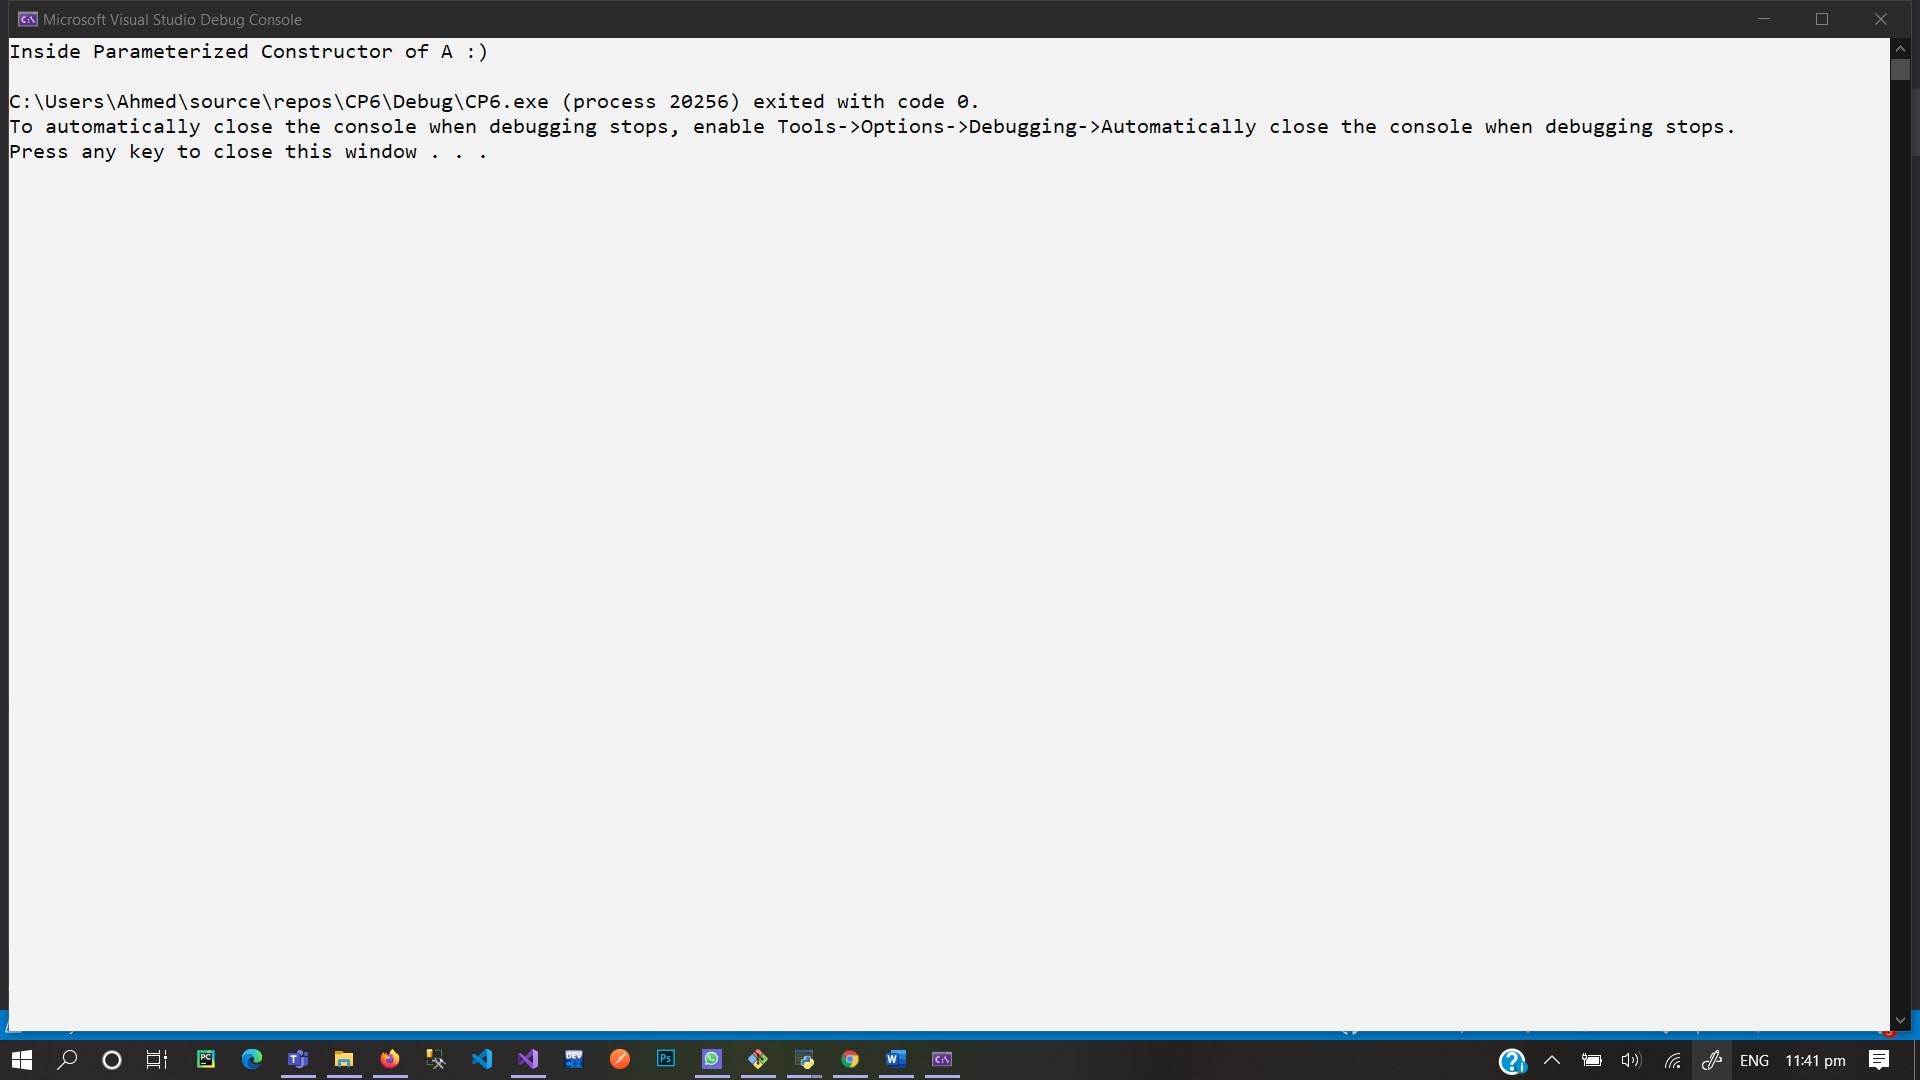 Microsoft Visual Studio Debug Console
Inside Parameterized Constructor of A :)
C:\Users\Ahmed\source\repos\CP6\Debug\CP6.exe (process 20256) exited with code 0.
To automatically close the console when debugging stops, enable Tools->Options->Debugging->Automatically close the console when debugging stops.
Press any key to close this window . . .
ENG 11:41 pm